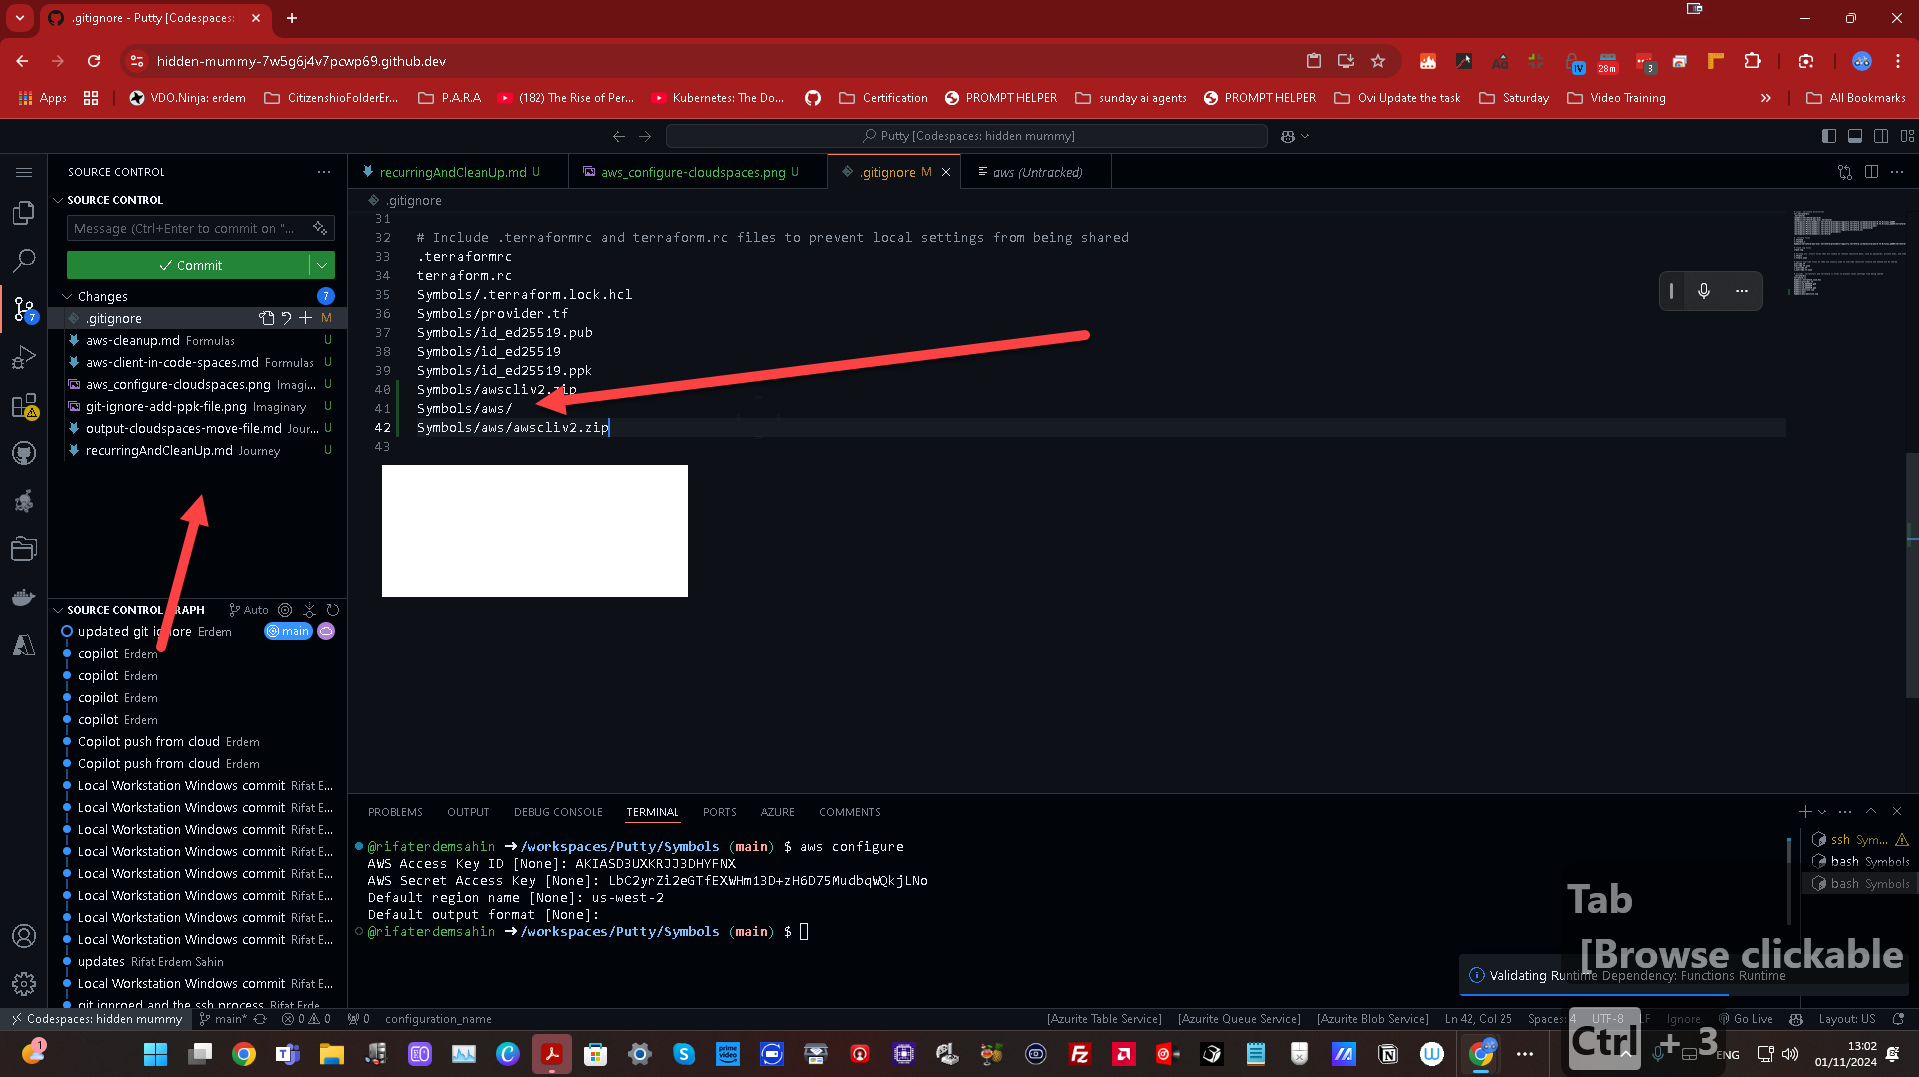 .gitignore - Putty [Codespaces:
hidden-mummy-7w5g6j4v7pcwp69.github.dev
IV
28m
3
Apps
VDO.Ninja: erdem
CitizenshioFolderEr...
P.A.R.A
(182) The Rise of Per...
Kubernetes: The Do...
Certification
PROMPT HELPER
sunday ai agents
PROMPT HELPER
Ovi Update the task
Saturday
Video Training
All Bookmarks
Putty [Codespaces: hidden mummy]
SOURCE CONTROL
recurringAndCleanUp.md U
aws_configure-cloudspaces.png U
.gitignore M
aws (Untracked)
SOURCE CONTROL
.gitignore
Message (Ctrl+Enter to commit on "...
Commit
Changes 7
.gitignore M
aws-cleanup.md Formulas U
aws-client-in-code-spaces.md Formulas U
aws_configure-cloudspaces.png Imagi... U
git-ignore-add-ppk-file.png Imaginary U
output-cloudspaces-move-file.md Jour... U
recurringAndCleanUp.md Journey U
7
31
32 # Include .terraformrc and terraform.rc files to prevent local settings from being shared
33 .terraformrc
34 terraform.rc
35 Symbols/.terraform.lock.hcl
36 Symbols/provider.tf
37 Symbols/id_ed25519.pub
38 Symbols/id_ed25519
39 Symbols/id_ed25519.ppk
40 Symbols/awscliv2.zip
41 Symbols/aws/
42 Symbols/aws/awscliv2.zip
43
SOURCE CONTROL GRAPH Auto
updated git ignore Erdem main
copilot Erdem
copilot Erdem
copilot Erdem
copilot Erdem
Copilot push from cloud Erdem
Copilot push from cloud Erdem
Local Workstation Windows commit Rifat E...
Local Workstation Windows commit Rifat E...
Local Workstation Windows commit Rifat E...
Local Workstation Windows commit Rifat E...
Local Workstation Windows commit Rifat E...
Local Workstation Windows commit Rifat E...
Local Workstation Windows commit Rifat E...
Local Workstation Windows commit Rifat E...
updates Rifat Erdem Sahin
Local Workstation Windows commit Rifat E...
git ignroed and the ssh process Rifat Erde...
PROBLEMS OUTPUT DEBUG CONSOLE TERMINAL PORTS AZURE COMMENTS
@rifaterdemsahin ➜/workspaces/Putty/Symbols (main) $ aws configure
AWS Access Key ID [None]: AKIASD3UXKRJJ3DHYFNX
AWS Secret Access Key [None]: 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
Default region name [None]: us-west-2
Default output format [None]:
@rifaterdemsahin ➜/workspaces/Putty/Symbols (main) $
ssh Sym...
bash Symbols
bash Symbols
Tab
[Browse clickable
Validating Runtime Dependency: Functions Runtime
Ctrl + 3
Codespaces: hidden mummy
main*
0 0
0
configuration_name
[Azurite Table Service]
[Azurite Queue Service]
[Azurite Blob Service]
Ln 42, Col 25
Spaces: 4
UTF-8
LF
Ignore
Go Live
Layout: US
1
ENG
13:02
01/11/2024